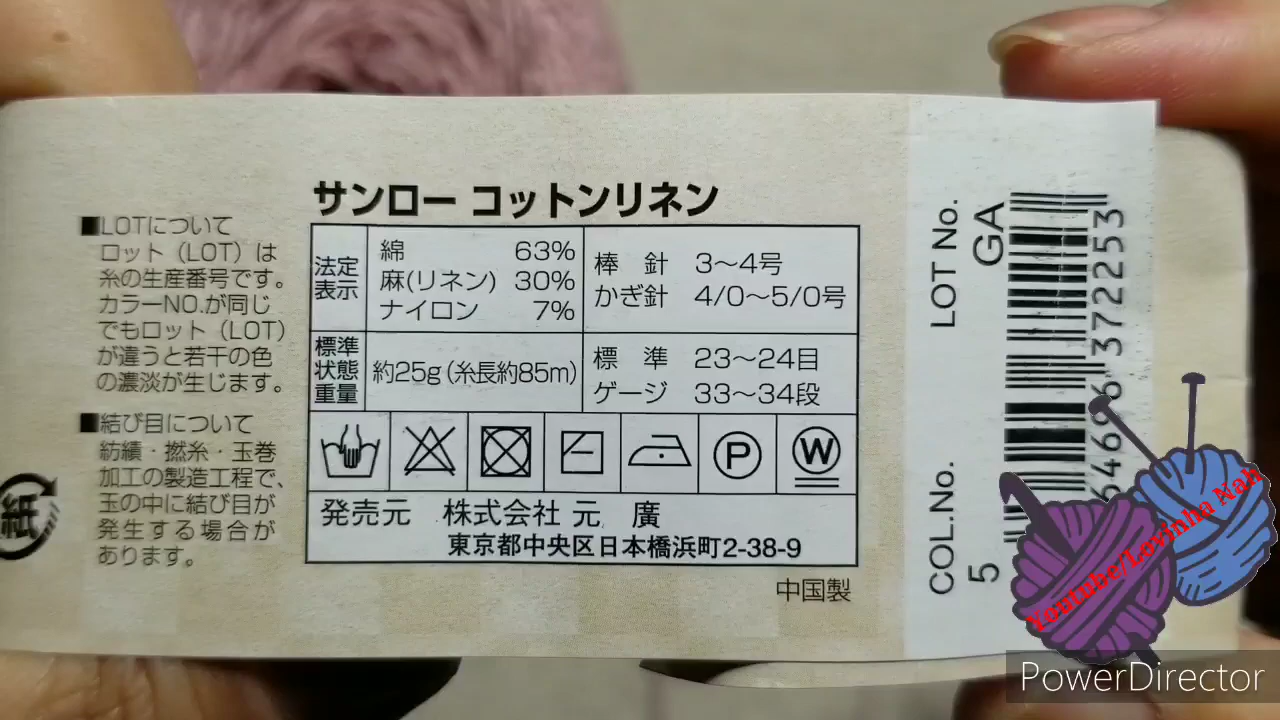 ■LOTについて
ロット（LOT）は
糸の生産番号です。
カラーNO.が同じ
でもロット（LOT）
が違うと若干の色
の濃淡が生じます。
■結び目について
紡績・撚糸・玉巻
加工の製造工程で、
玉の中に結び目が
発生する場合が
あります。
紙
サンロー コットンリネン
法定表示
綿 63%
麻(リネン) 30%
ナイロン 7%
棒 針 3〜4号
かぎ針 4/0〜5/0号
標準状態重量
約25g(糸長約85m)
標 準 23〜24目
ゲージ 33〜34段
P
W
発売元 株式会社 元 廣
東京都中央区日本橋浜町2-38-9
中国製
LOT No.
GA
COL.No.
5
372253
Youtube/Lovinha Nah
PowerDirector